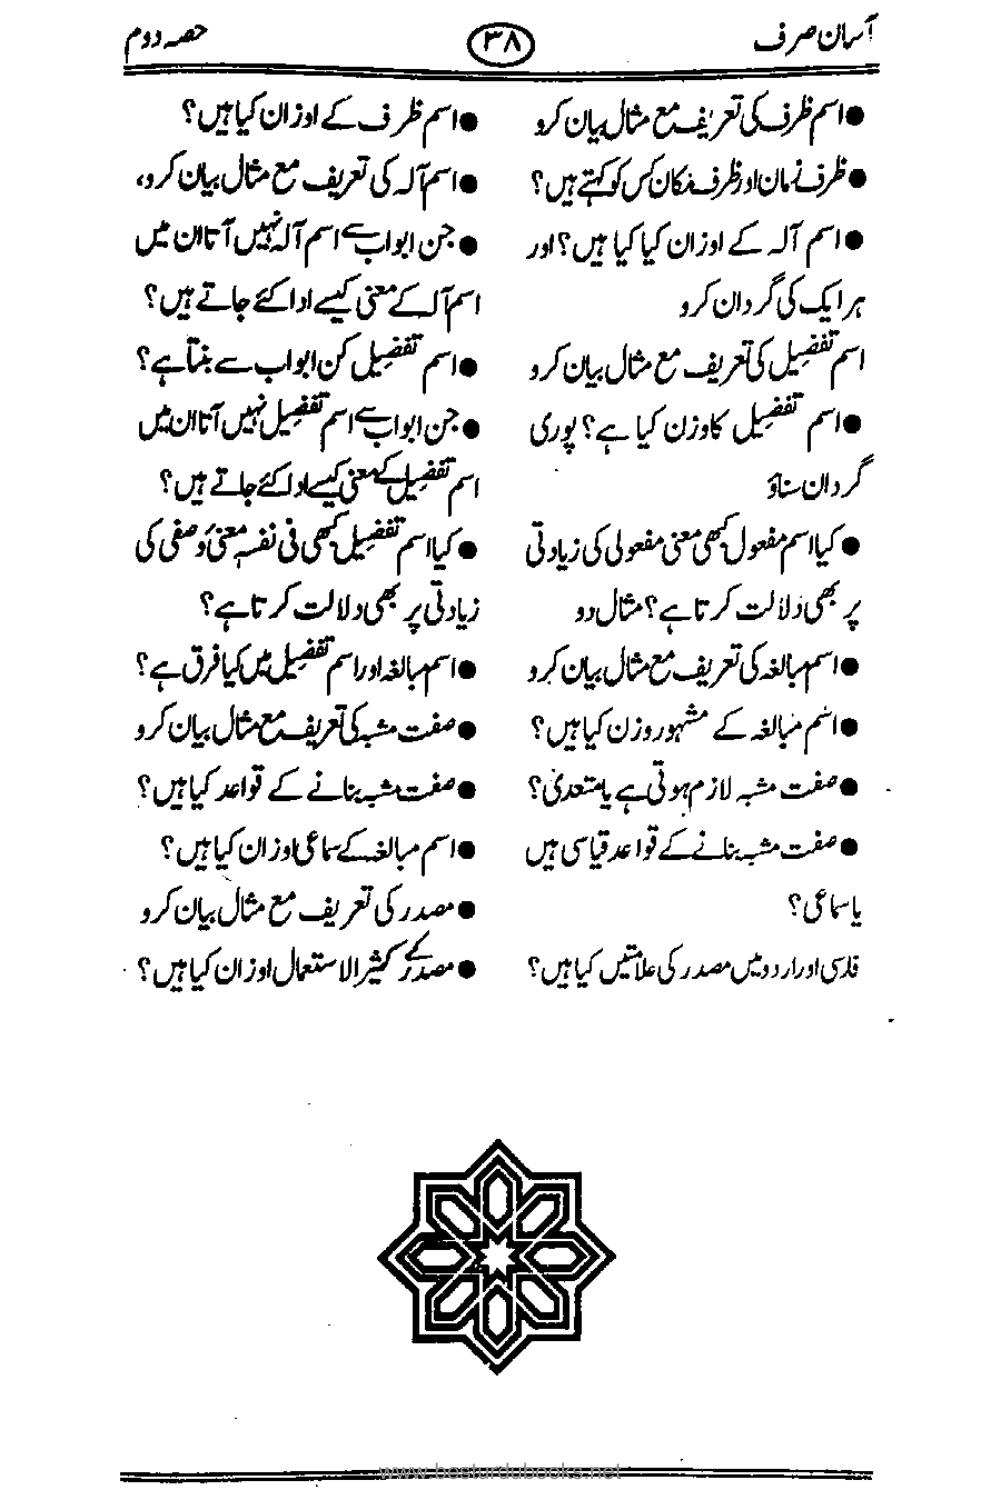 آسان صرف
۳۸
حصہ دوم
● اسم ظرف کی تعریف مع مثال بیان کرو
● اسم ظرف کے اوزان کیا ہیں؟
● ظرف زمان اور ظرف مکان کس کو کہتے ہیں؟
● اسم آلہ کی تعریف مع مثال بیان کرو،
● اسم آلہ کے اوزان کیا کیا ہیں؟ اور
ہر ایک کی گردان کرو
● جن ابواب سے اسم آلہ نہیں آتا ان میں
اسم آلہ کے معنی کیسے ادا کئے جاتے ہیں؟
اسم تفضیل کی تعریف مع مثال بیان کرو
● اسم تفضیل کن ابواب سے بنتا ہے؟
● اسم تفضیل کا وزن کیا ہے؟ پوری
گردان سناؤ
● جن ابواب سے اسم تفضیل نہیں آتا ان میں
اسم تفضیل کے معنی کیسے ادا کئے جاتے ہیں؟
● کیا اسم مفعول کبھی معنی مفعولی کی زیادتی
پر بھی دلالت کرتا ہے؟ مثال دو
● کیا اسم تفضیل کبھی فی نفسہٖ معنیٔ وصفی کی
زیادتی پر بھی دلالت کرتا ہے؟
● اسم مبالغہ کی تعریف مع مثال بیان کرو
● اسم مبالغہ اور اسم تفضیل میں کیا فرق ہے؟
● اسم مبالغہ کے مشہور وزن کیا ہیں؟
● صفت مشبہ کی تعریف مع مثال بیان کرو
● صفت مشبہ لازم ہوتی ہے یا متعدی؟
● صفت مشبہ بنانے کے قواعد کیا ہیں؟
● صفت مشبہ بنانے کے قواعد قیاسی ہیں
یا سماعی؟
● اسم مبالغہ کے سماعی اوزان کیا ہیں؟
● مصدر کی تعریف مع مثال بیان کرو
فارسی اور اردو میں مصدر کی علامتیں کیا ہیں؟
● مصدر کے کثیر الاستعمال اوزان کیا ہیں؟
www.besturdubooks.net